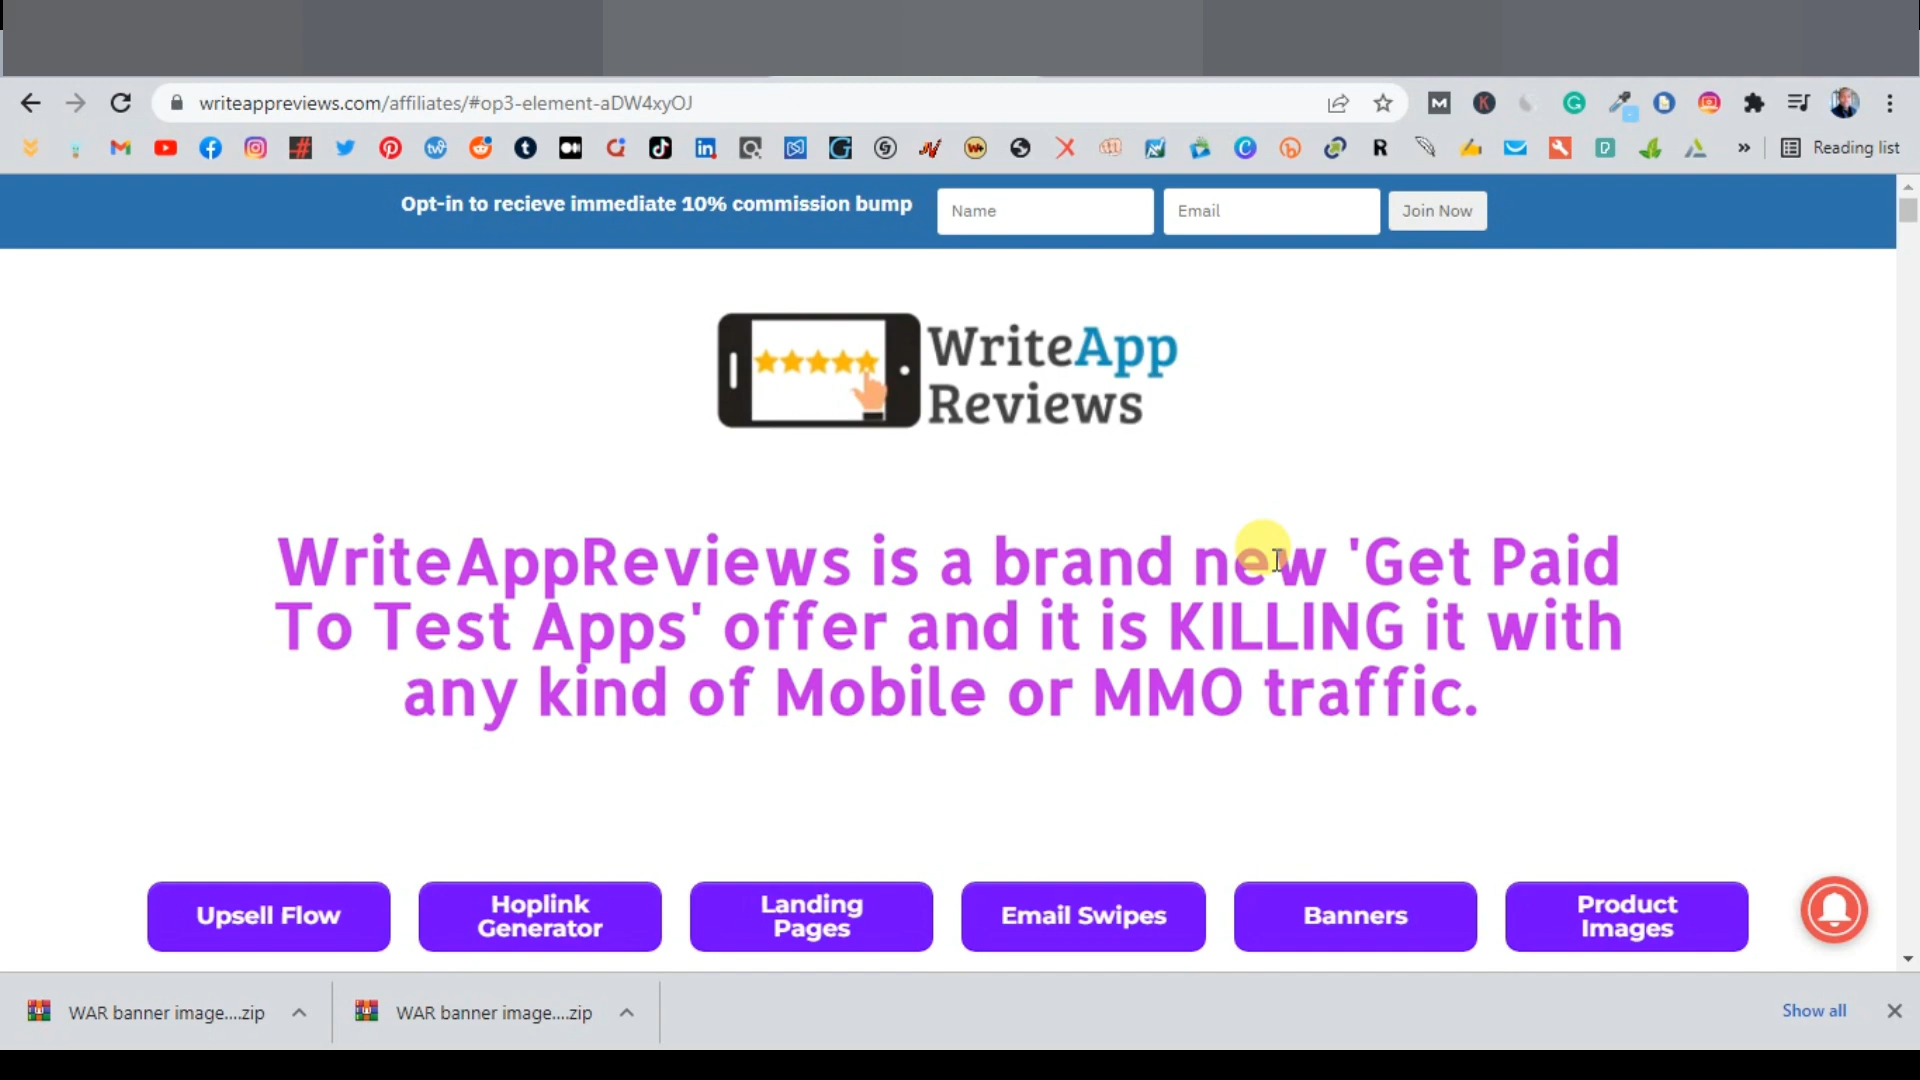 writeappreviews.com/affiliates/#op3-element-aDW4xyOJ
Reading list
Opt-in to recieve immediate 10% commission bump
Name
Email
Join Now
WriteApp
Reviews
WriteAppReviews is a brand new 'Get Paid
To Test Apps' offer and it is KILLING it with
any kind of Mobile or MMO traffic.
Upsell Flow
Hoplink
Generator
Landing
Pages
Email Swipes
Banners
Product
Images
WAR banner image....zip
WAR banner image....zip
Show all